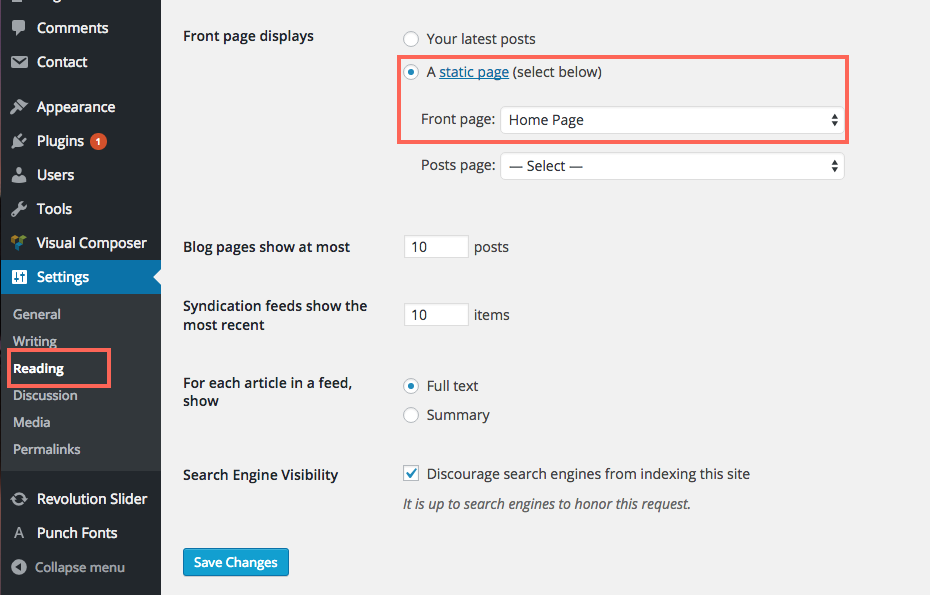 Comments
Contact
Appearance
Plugins 1
Users
Tools
Visual Composer
Settings
General
Writing
Reading
Discussion
Media
Permalinks
Revolution Slider
A Punch Fonts
Collapse menu
Front page displays
Your latest posts
A static page (select below)
Front page: Home Page
Posts page: — Select —
Blog pages show at most 10 posts
Syndication feeds show the
most recent
10 items
For each article in a feed,
show
Full text
Summary
Search Engine Visibility
Discourage search engines from indexing this site
It is up to search engines to honor this request.
Save Changes